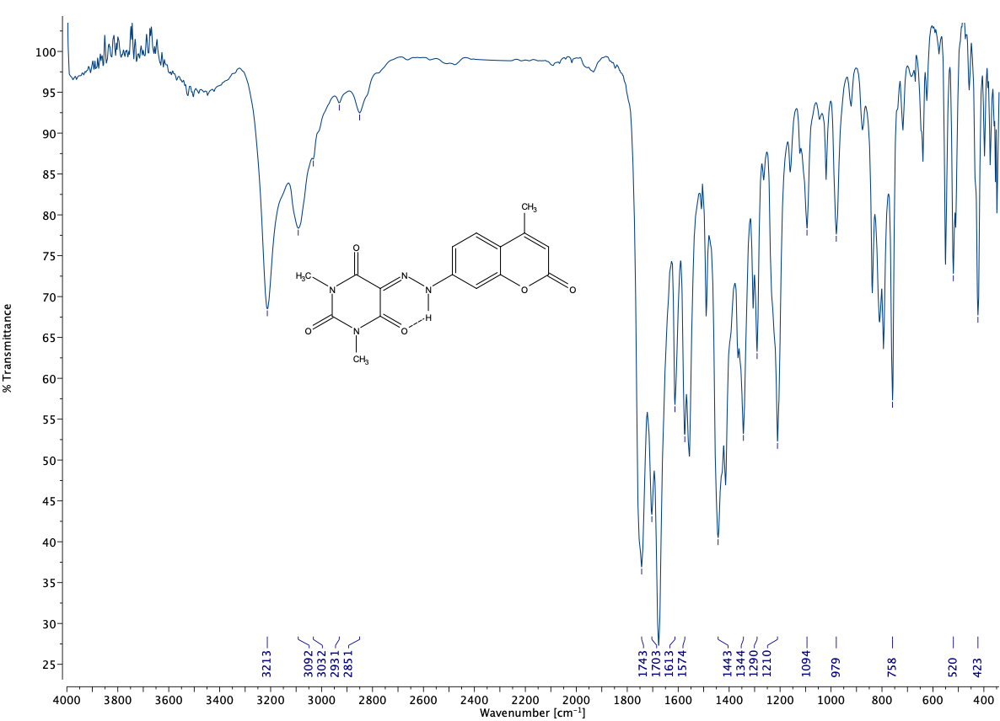 % Transmittance
100
95
90
85
80
75
70
65
60
55
50
45
40
35
30
25
CH3
O
H3C
N
N
N
O
O
H
O
N
O
CH3
3213
3092
3032
2931
2851
1743
1703
1613
1574
1443
1344
1290
1210
1094
979
758
520
423
4000 3800 3600 3400 3200 3000 2800 2600 2400 2200 2000 1800 1600 1400 1200 1000 800 600 400
Wavenumber [cm⁻¹]